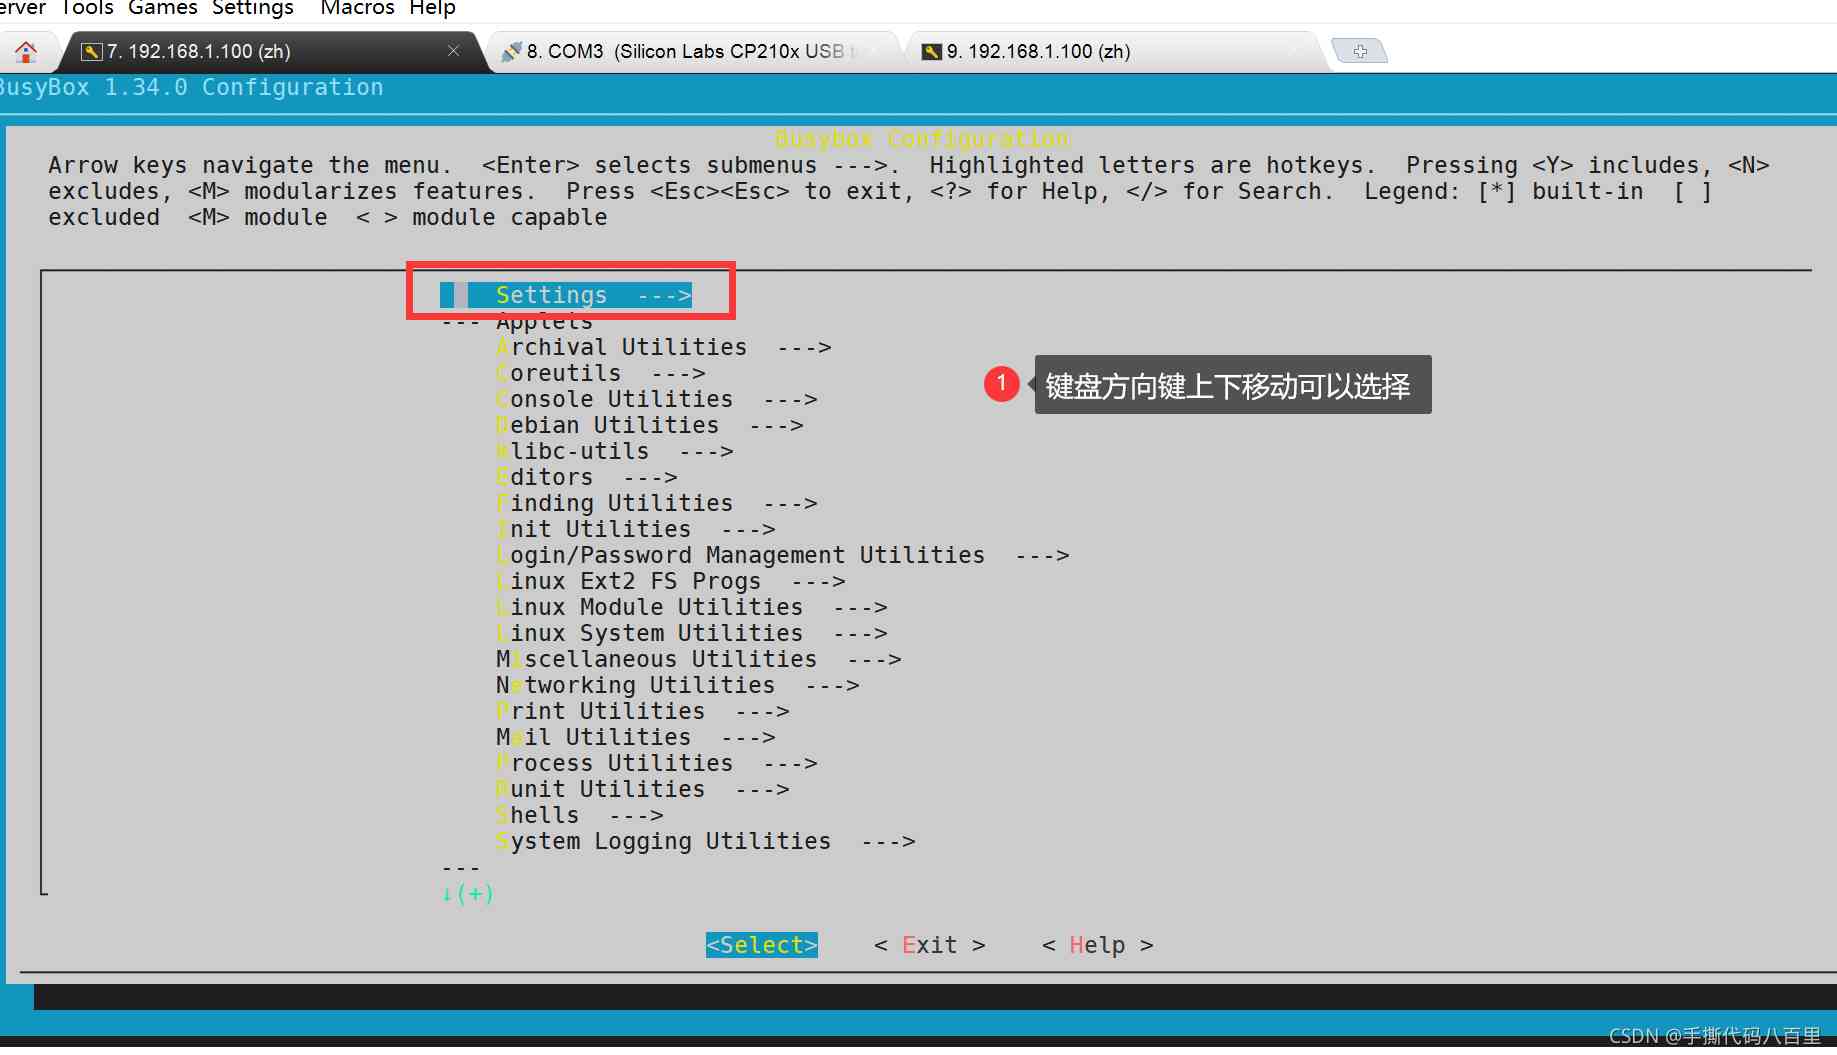 erver Tools Games Settings Macros Help
7. 192.168.1.100 (zh)
8. COM3 (Silicon Labs CP210x USB
9. 192.168.1.100 (zh)
BusyBox 1.34.0 Configuration
Busybox Configuration
Arrow keys navigate the menu. <Enter> selects submenus --->. Highlighted letters are hotkeys. Pressing <Y> includes, <N>
excludes, <M> modularizes features. Press <Esc><Esc> to exit, <?> for Help, </> for Search. Legend: [*] built-in [ ]
excluded <M> module < > module capable
Settings --->
--- Applets
Archival Utilities --->
Coreutils --->
Console Utilities --->
Debian Utilities --->
klibc-utils --->
Editors --->
Finding Utilities --->
Init Utilities --->
Login/Password Management Utilities --->
Linux Ext2 FS Progs --->
Linux Module Utilities --->
Linux System Utilities --->
Miscellaneous Utilities --->
Networking Utilities --->
Print Utilities --->
Mail Utilities --->
Process Utilities --->
Runit Utilities --->
Shells --->
System Logging Utilities --->
---
↓(+)
1 键盘方向键上下移动可以选择
<Select> < Exit > < Help >
CSDN @手撕代码八百里